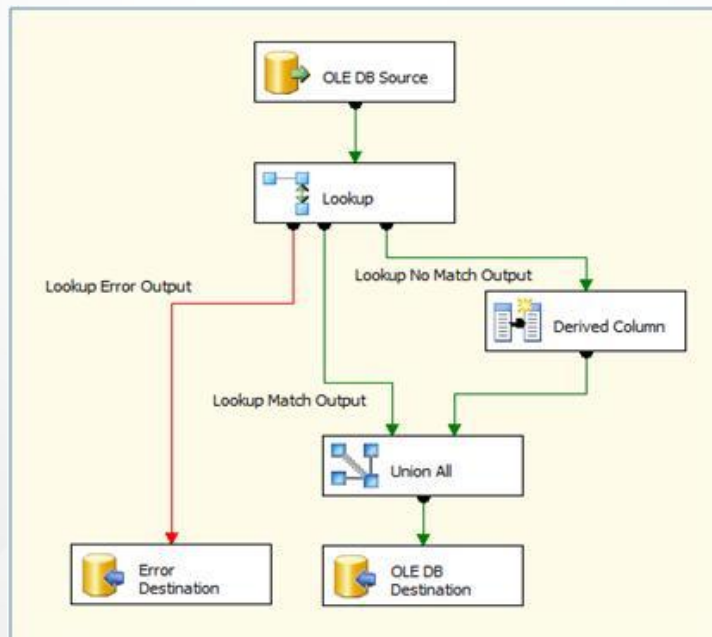 OLE DB Source
Lookup
Lookup No Match Output
Lookup Error Output
Derived Column
Lookup Match Output
Union All
Error
Destination
OLE DB
Destination